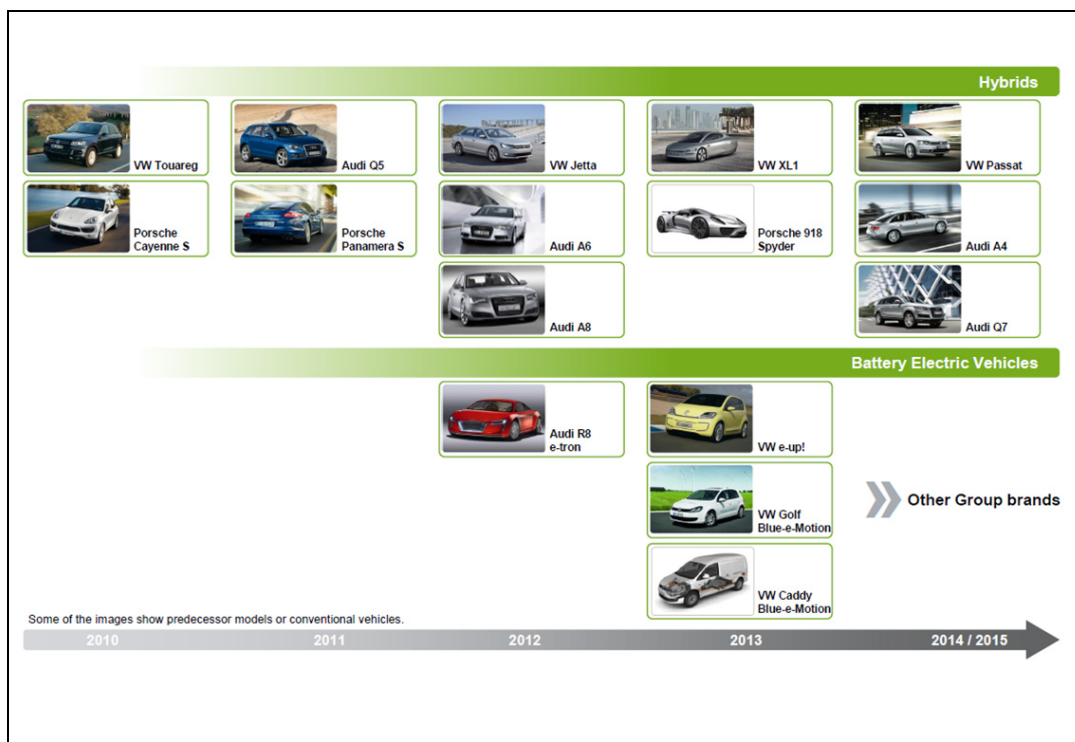 Hybrids
VW Touareg
Audi Q5
VW Jetta
VW XL1
VW Passat
Porsche
Cayenne S
Porsche
Panamera S
Audi A6
Porsche 918
Spyder
Audi A4
Audi A8
Audi Q7
Battery Electric Vehicles
Audi R8
e-tron
VW e-up!
VW Golf
Blue-e-Motion
Other Group brands
VW Caddy
Blue-e-Motion
Some of the images show predecessor models or conventional vehicles.
2010
2011
2012
2013
2014 / 2015